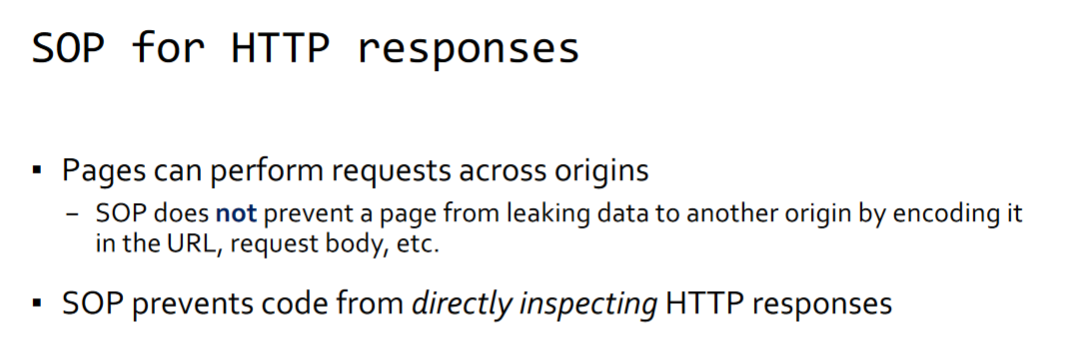 SOP for HTTP responses
▪ Pages can perform requests across origins
– SOP does not prevent a page from leaking data to another origin by encoding it
in the URL, request body, etc.
▪ SOP prevents code from directly inspecting HTTP responses